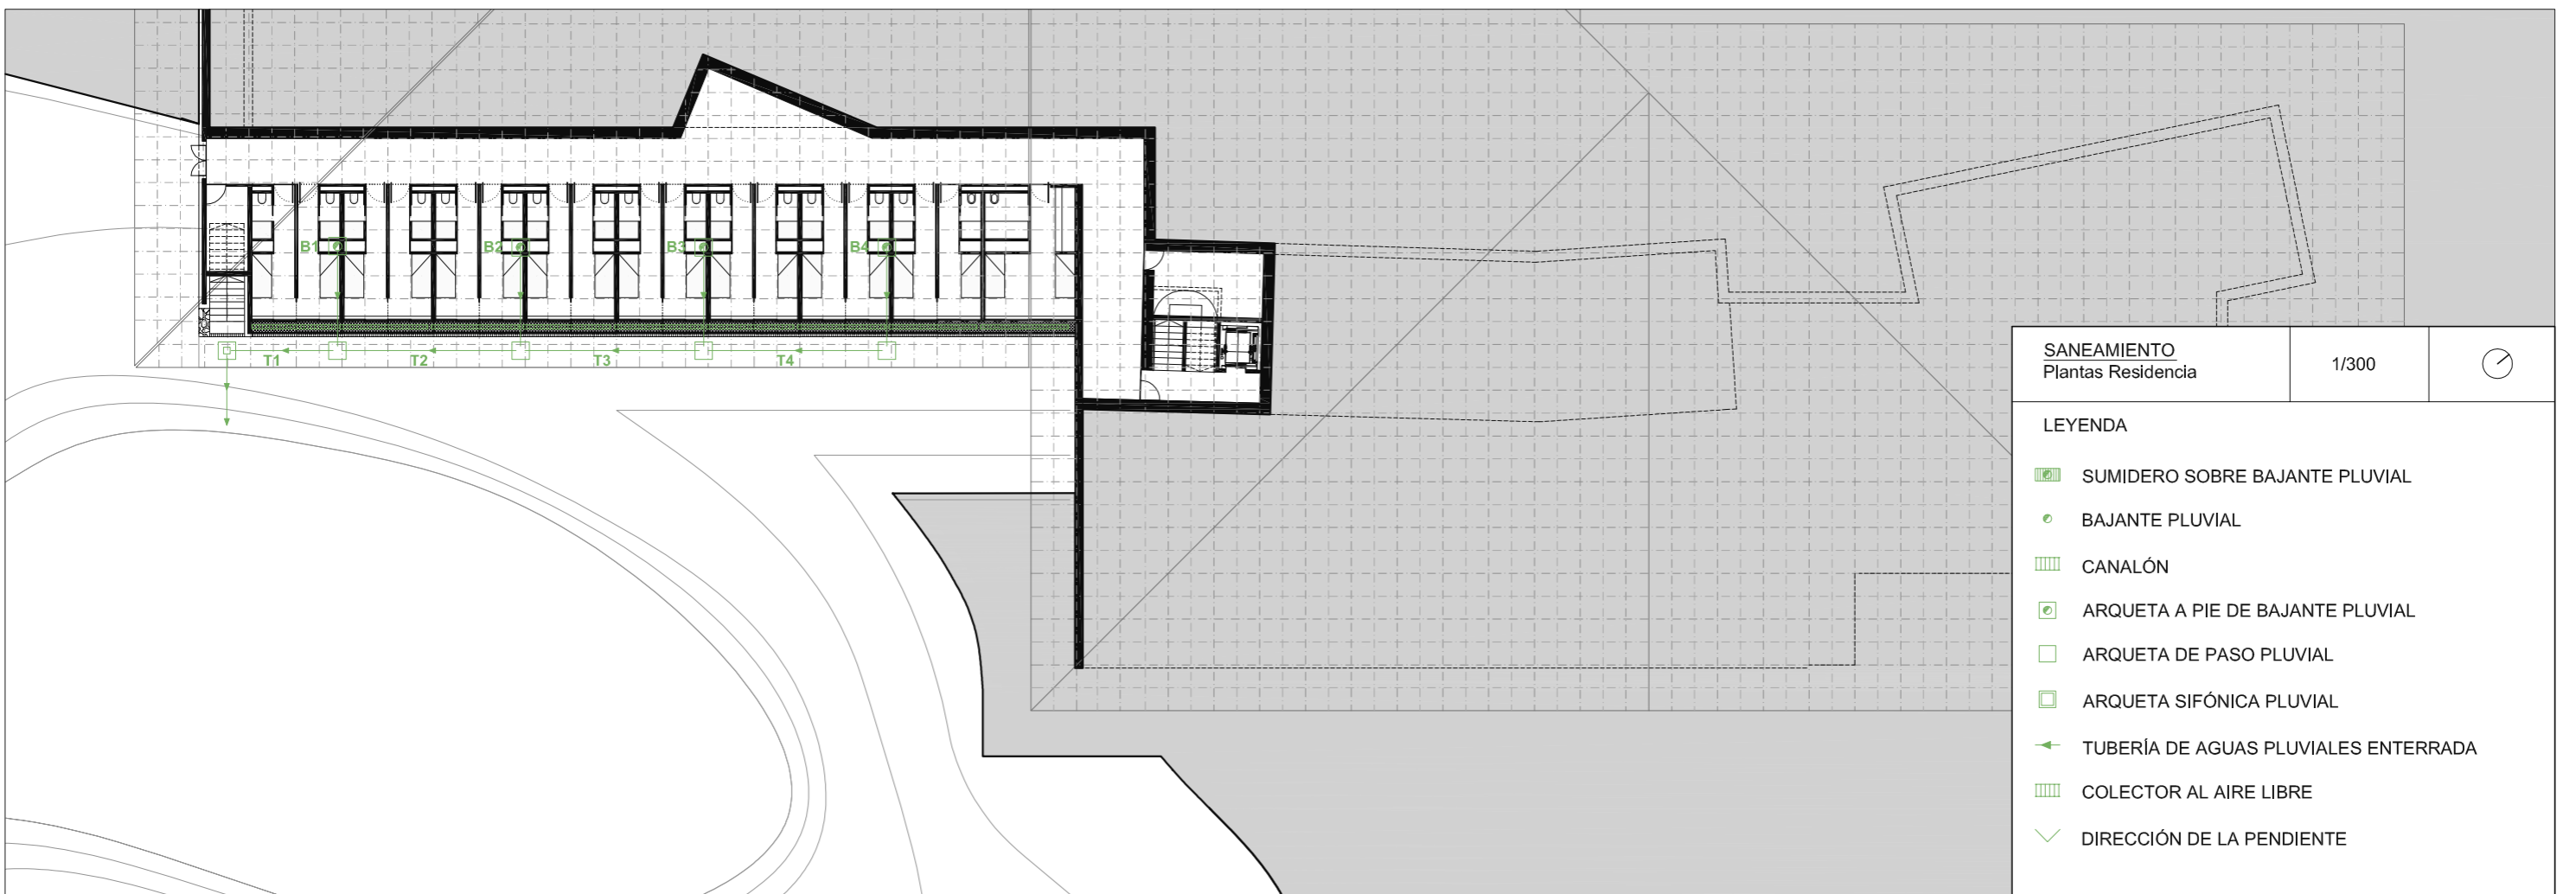 B1
B2
B3
B4
T1
T2
T3
T4
SANEAMIENTO
Plantas Residencia
1/300
LEYENDA
SUMIDERO SOBRE BAJANTE PLUVIAL
BAJANTE PLUVIAL
CANALÓN
ARQUETA A PIE DE BAJANTE PLUVIAL
ARQUETA DE PASO PLUVIAL
ARQUETA SIFÓNICA PLUVIAL
TUBERÍA DE AGUAS PLUVIALES ENTERRADA
COLECTOR AL AIRE LIBRE
DIRECCIÓN DE LA PENDIENTE